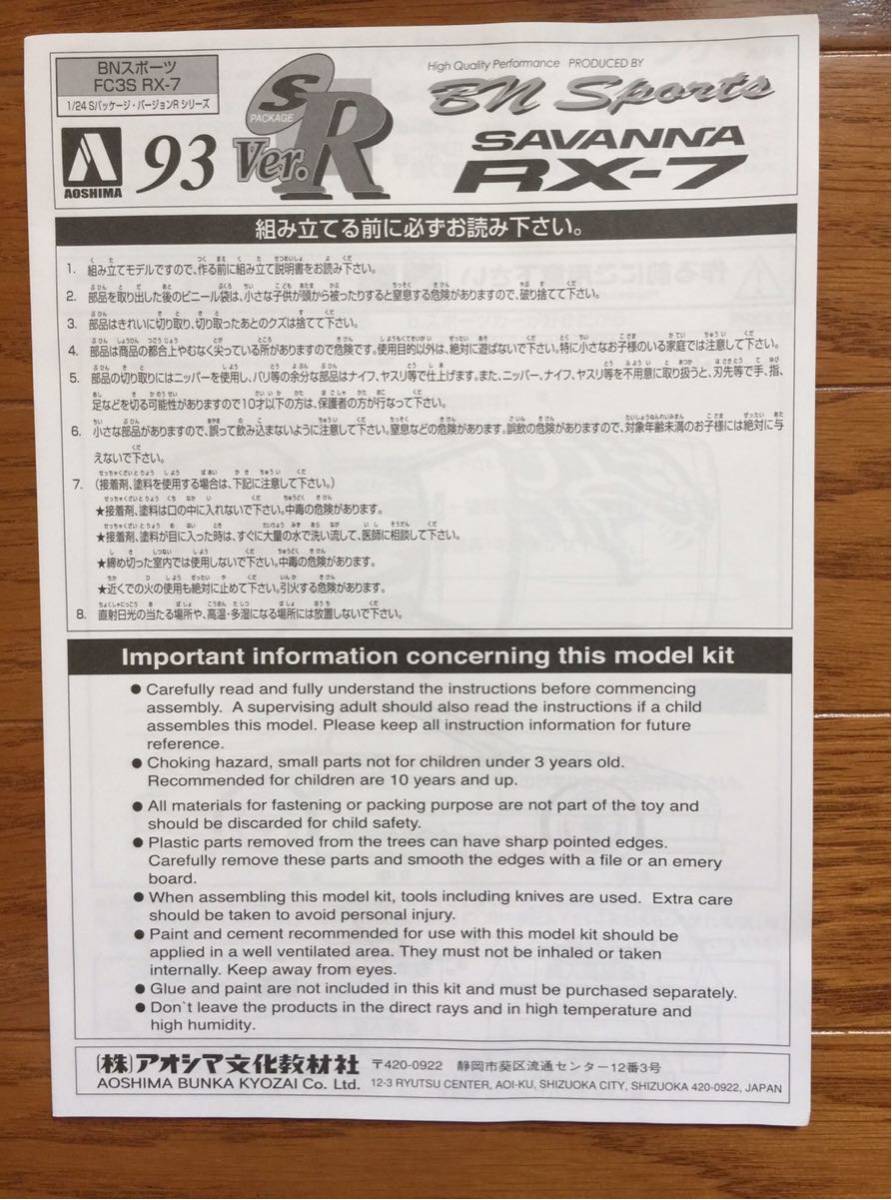 BNスポーツ
FC3S RX-7
1/24 Sパッケージ・バージョンR シリーズ
AOSHIMA
93
S
PACKAGE
Ver.R
High Quality Performance PRODUCED BY
BN Sports
SAVANNA
RX-7
組み立てる前に必ずお読み下さい。
1. 組み立てモデルですので、作る前に組み立て説明書をお読み下さい。
2. 部品を取り出した後のビニール袋は、小さな子供が頭から被ったりすると窒息する危険がありますので、破り捨てて下さい。
3. 部品はきれいに切り取り、切り取ったあとのクズは捨てて下さい。
4. 部品は商品の都合上やむなく尖っている所がありますので危険です。使用目的以外は、絶対に遊ばないで下さい。特に小さなお子様のいる家庭では注意して下さい。
5. 部品の切り取りにはニッパーを使用し、バリ等の余分な部品はナイフ、ヤスリ等で仕上げます。また、ニッパー、ナイフ、ヤスリ等を不用意に取り扱うと、刃先等で手、指、
足などを切る可能性がありますので10才以下の方は、保護者の方が行なって下さい。
6. 小さな部品がありますので、誤って飲み込まないように注意して下さい。窒息などの危険があります。誤飲の危険がありますので、対象年齢未満のお子様には絶対に与
えないで下さい。
7. (接着剤、塗料を使用する場合は、下記に注意して下さい。)
★接着剤、塗料は口の中に入れないで下さい。中毒の危険があります。
★接着剤、塗料が目に入った時は、すぐに大量の水で洗い流して、医師に相談して下さい。
★締め切った室内では使用しないで下さい。中毒の危険があります。
★近くでの火の使用も絶対に止めて下さい。引火する危険があります。
8. 直射日光の当たる場所や、高温・多湿になる場所には放置しないで下さい。
Important information concerning this model kit
● Carefully read and fully understand the instructions before commencing
assembly. A supervising adult should also read the instructions if a child
assembles this model. Please keep all instruction information for future
reference.
● Choking hazard, small parts not for children under 3 years old.
Recommended for children are 10 years and up.
● All materials for fastening or packing purpose are not part of the toy and
should be discarded for child safety.
● Plastic parts removed from the trees can have sharp pointed edges.
Carefully remove these parts and smooth the edges with a file or an emery
board.
● When assembling this model kit, tools including knives are used. Extra care
should be taken to avoid personal injury.
● Paint and cement recommended for use with this model kit should be
applied in a well ventilated area. They must not be inhaled or taken
internally. Keep away from eyes.
● Glue and paint are not included in this kit and must be purchased separately.
● Don`t leave the products in the direct rays and in high temperature and
high humidity.
(株)アオシマ文化教材社 〒420-0922 静岡市葵区流通センター12番3号
AOSHIMA BUNKA KYOZAI Co. Ltd. 12-3 RYUTSU CENTER, AOI-KU, SHIZUOKA CITY, SHIZUOKA 420-0922, JAPAN